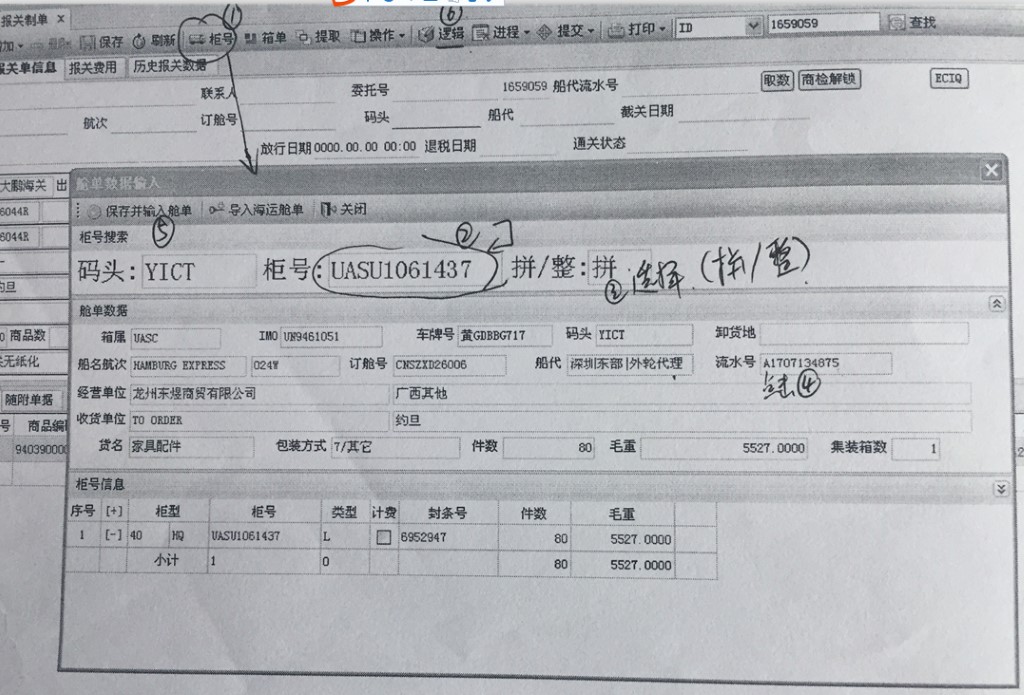 报关制单 X
①
⑥
保存 刷新 柜号 箱单 提取 操作 逻辑 进程 提交 打印 ID 1659059 查找
报关单信息 报关费用 历史报关数据
联系人 委托号 1659059 船代流水号 取数 商检解锁 ECIQ
航次 订舱号 码头 船代 截关日期
放行日期 0000.00.00 00:00 退税日期 通关状态
大鹏海关 出
6044R
6044R
约旦
商品数
无纸化
随附单据
号 商品编
94039000
舱单数据输入
保存并输入舱单 导入海运舱单 关闭
柜号搜索 ⑤ ②
码头: YICT 柜号: UASU1061437 拼/整: 拼 ③选择 (拼/整)
舱单数据
箱属 UASC IMO UN9461051 车牌号 黄GDBBG717 码头 YICT 卸货地
船名航次 HAMBURG EXPRESS 024W 订舱号 CNSZXD26006 船代 深圳东部|外轮代理 流水号 A1707134875
点击④
经营单位 龙州东煜商贸有限公司 广西其他
收货单位 TO ORDER 约旦
货名 家具配件 包装方式 7/其它 件数 80 毛重 5527.0000 集装箱数 1
柜号信息
序号 [+] 柜型 柜号 类型 计费 封条号 件数 毛重
1 [-] 40 HQ UASU1061437 L 6952947 80 5527.0000
小计 1 0 80 5527.0000